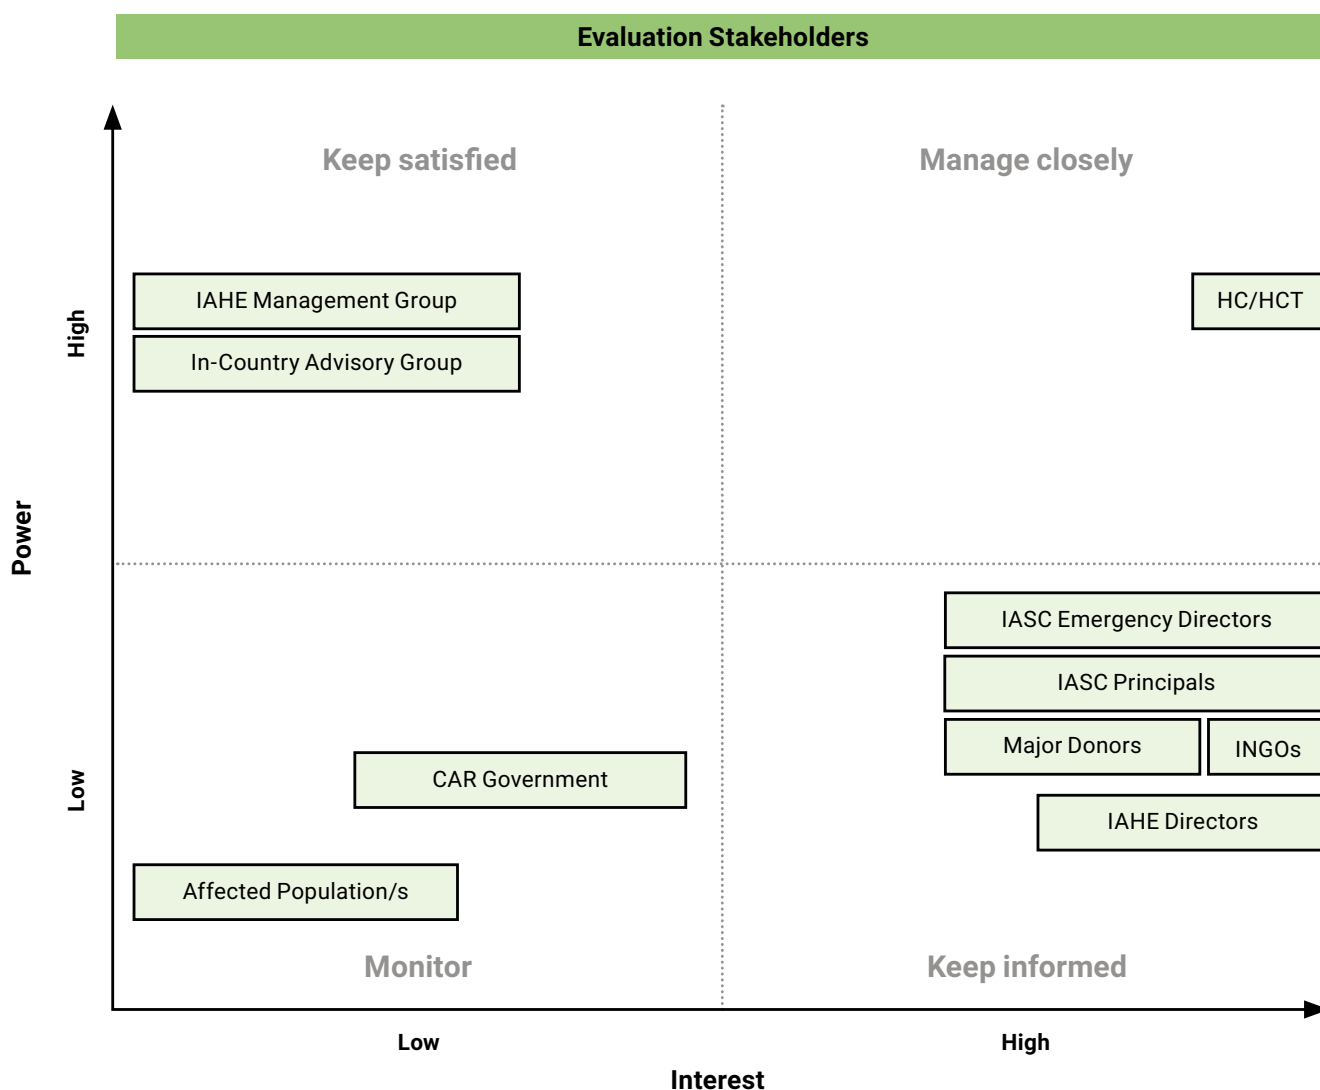 Evaluation Stakeholders
Keep satisfied
Manage closely
IAHE Management Group
HC/HCT
High
In-Country Advisory Group
Power
IASC Emergency Directors
IASC Principals
Major Donors
INGOs
CAR Government
Low
IAHE Directors
Affected Population/s
Monitor
Keep informed
Low
High
Interest